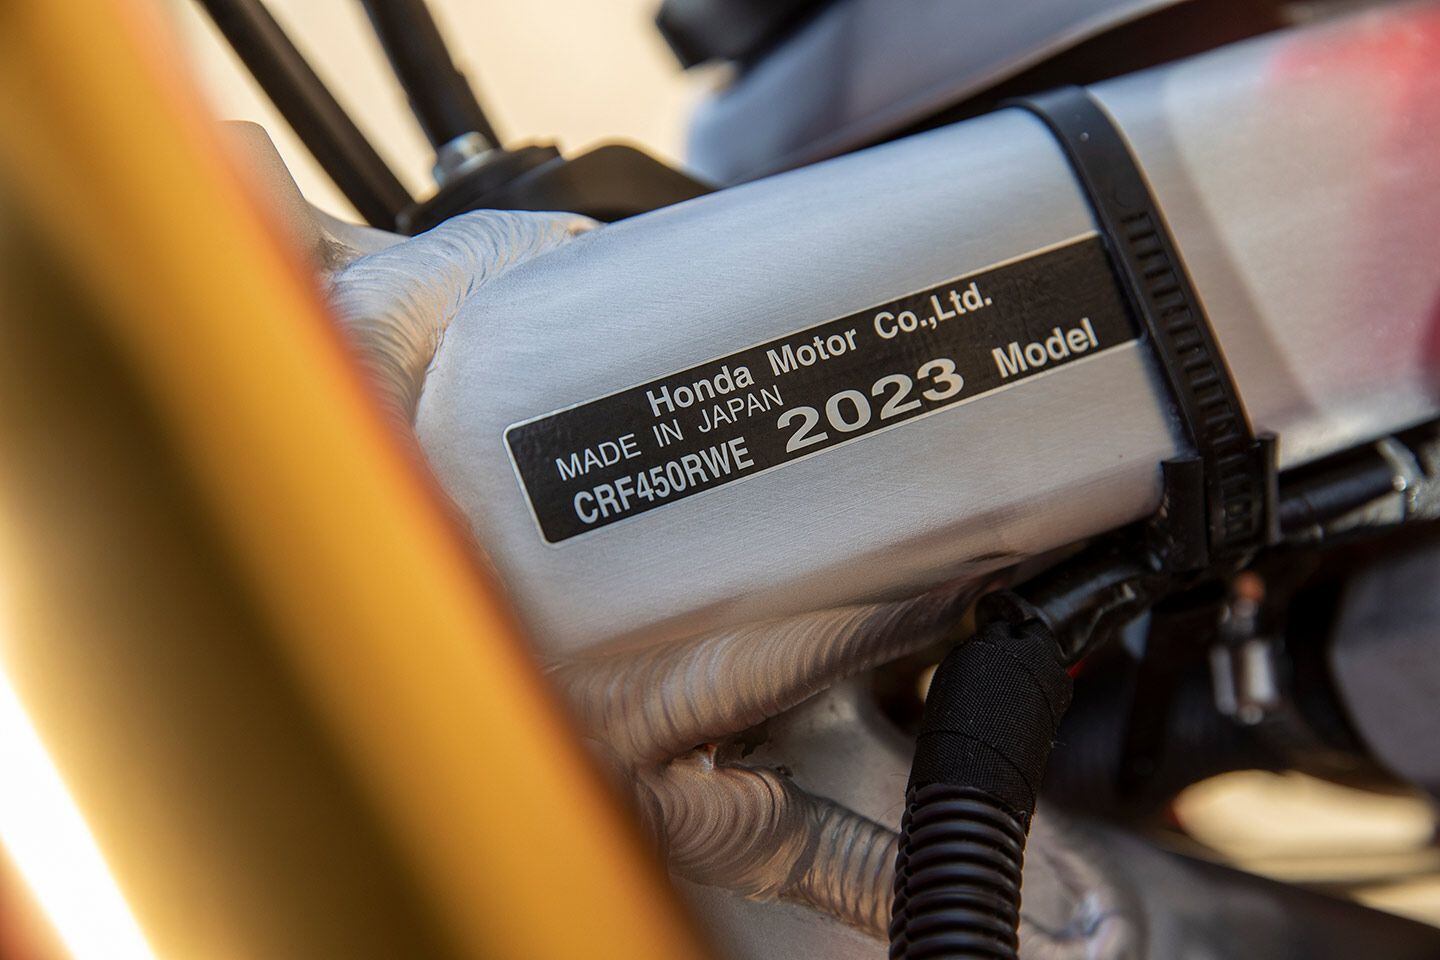 Honda Motor Co.,Ltd.
MADE IN JAPAN
CRF450RWE 2023 Model